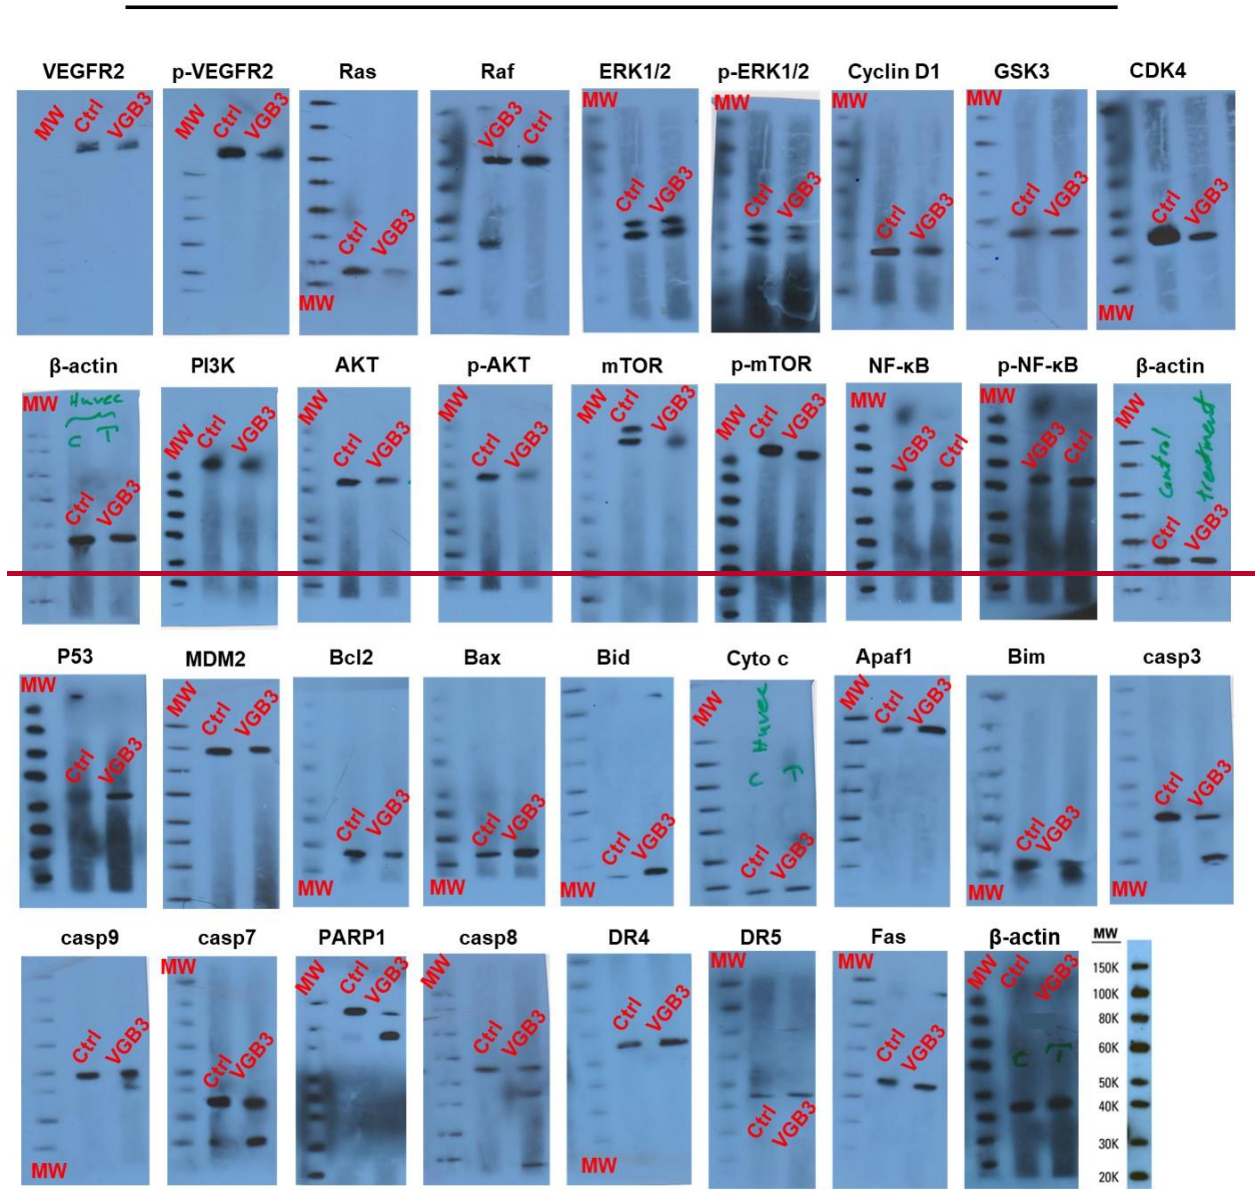 VEGFR2 p-VEGFR2 Ras Raf ERK1/2 p-ERK1/2 Cyclin D1 GSK3 CDK4
MW Ctrl VGB3 MW Ctrl VGB3 MW Ctrl VGB3 VGB3 Ctrl MW Ctrl VGB3 MW Ctrl VGB3 MW Ctrl VGB3 MW Ctrl VGB3 MW Ctrl VGB3
β-actin PI3K AKT p-AKT mTOR p-mTOR NF-κB p-NF-κB β-actin
MW Huvec C T Ctrl VGB3 MW Ctrl VGB3 MW Ctrl VGB3 MW Ctrl VGB3 MW Ctrl VGB3 MW Ctrl VGB3 MW VGB3 Ctrl MW VGB3 Ctrl MW control treatment Ctrl VGB3
P53 MDM2 Bcl2 Bax Bid Cyto c Apaf1 Bim casp3
MW Ctrl VGB3 MW Ctrl VGB3 MW Ctrl VGB3 MW Ctrl VGB3 MW Ctrl VGB3 MW Huvec C T Ctrl VGB3 MW Ctrl VGB3 MW Ctrl VGB3 MW Ctrl VGB3
casp9 casp7 PARP1 casp8 DR4 DR5 Fas β-actin MW
MW Ctrl VGB3 MW Ctrl VGB3 MW Ctrl VGB3 MW Ctrl VGB3 MW Ctrl VGB3 MW Ctrl VGB3 MW Ctrl VGB3 MW Ctrl VGB3 C T
150K
100K
80K
60K
50K
40K
30K
20K